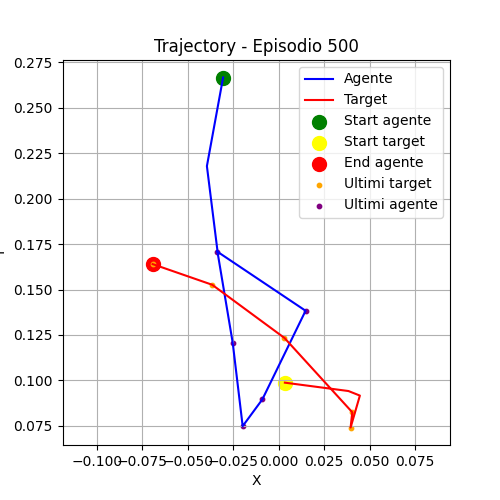 Trajectory - Episodio 500
0.275
0.250
0.225
0.200
0.175
0.150
0.125
0.100
0.075
Agente
Target
Start agente
Start target
End agente
Ultimi target
Ultimi agente
−0.100 −0.075 −0.050 −0.025 0.000 0.025 0.050 0.075
X